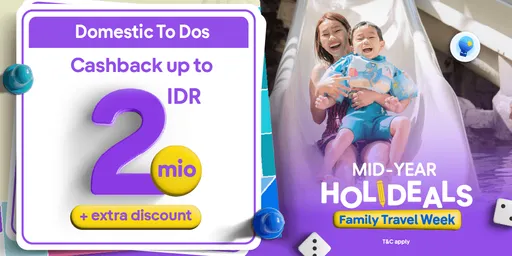 Domestic To Dos
Cashback up to
IDR
2
mio
+ extra discount
MID-YEAR
HOLIDEALS
Family Travel Week
T&C apply